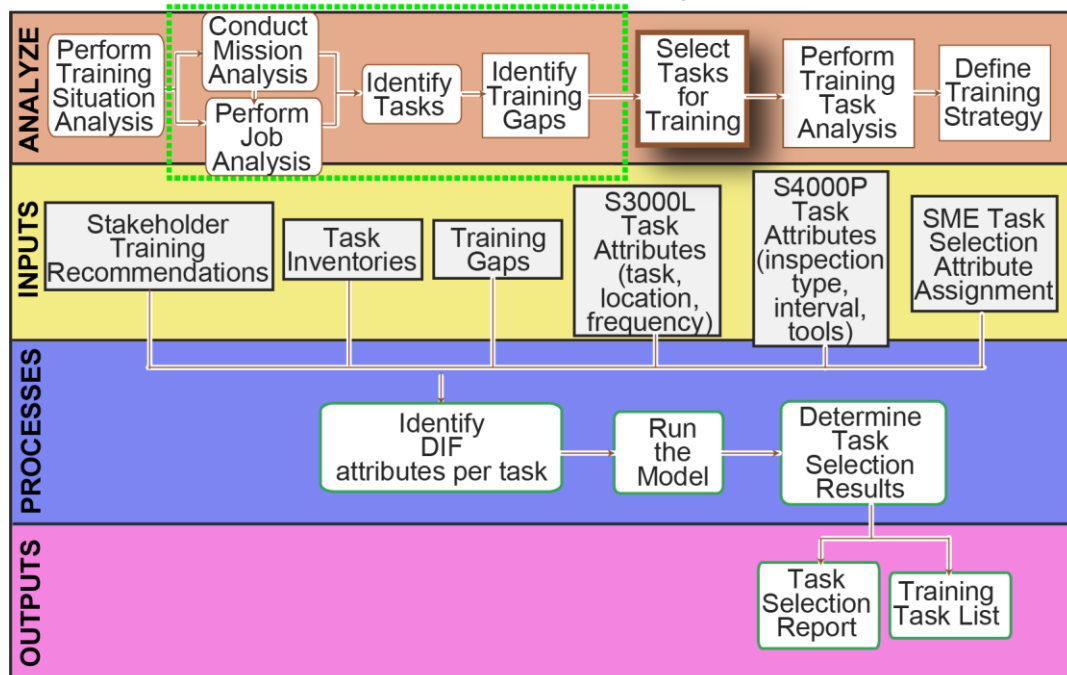 ANALYZE
Perform
Training
Situation
Analysis
Conduct
Mission
Analysis
Perform
Job
Analysis
Identify
Tasks
Identify
Training
Gaps
Select
Tasks
for
Training
Perform
Training
Task
Analysis
Define
Training
Strategy
INPUTS
Stakeholder
Training
Recommendations
Task
Inventories
Training
Gaps
S3000L
Task
Attributes
(task,
location,
frequency)
S4000P
Task
Attributes
(inspection
type,
interval,
tools)
SME Task
Selection
Attribute
Assignment
PROCESSES
Identify
DIF
attributes per task
Run
the
Model
Determine
Task
Selection
Results
OUTPUTS
Task
Selection
Report
Training
Task List